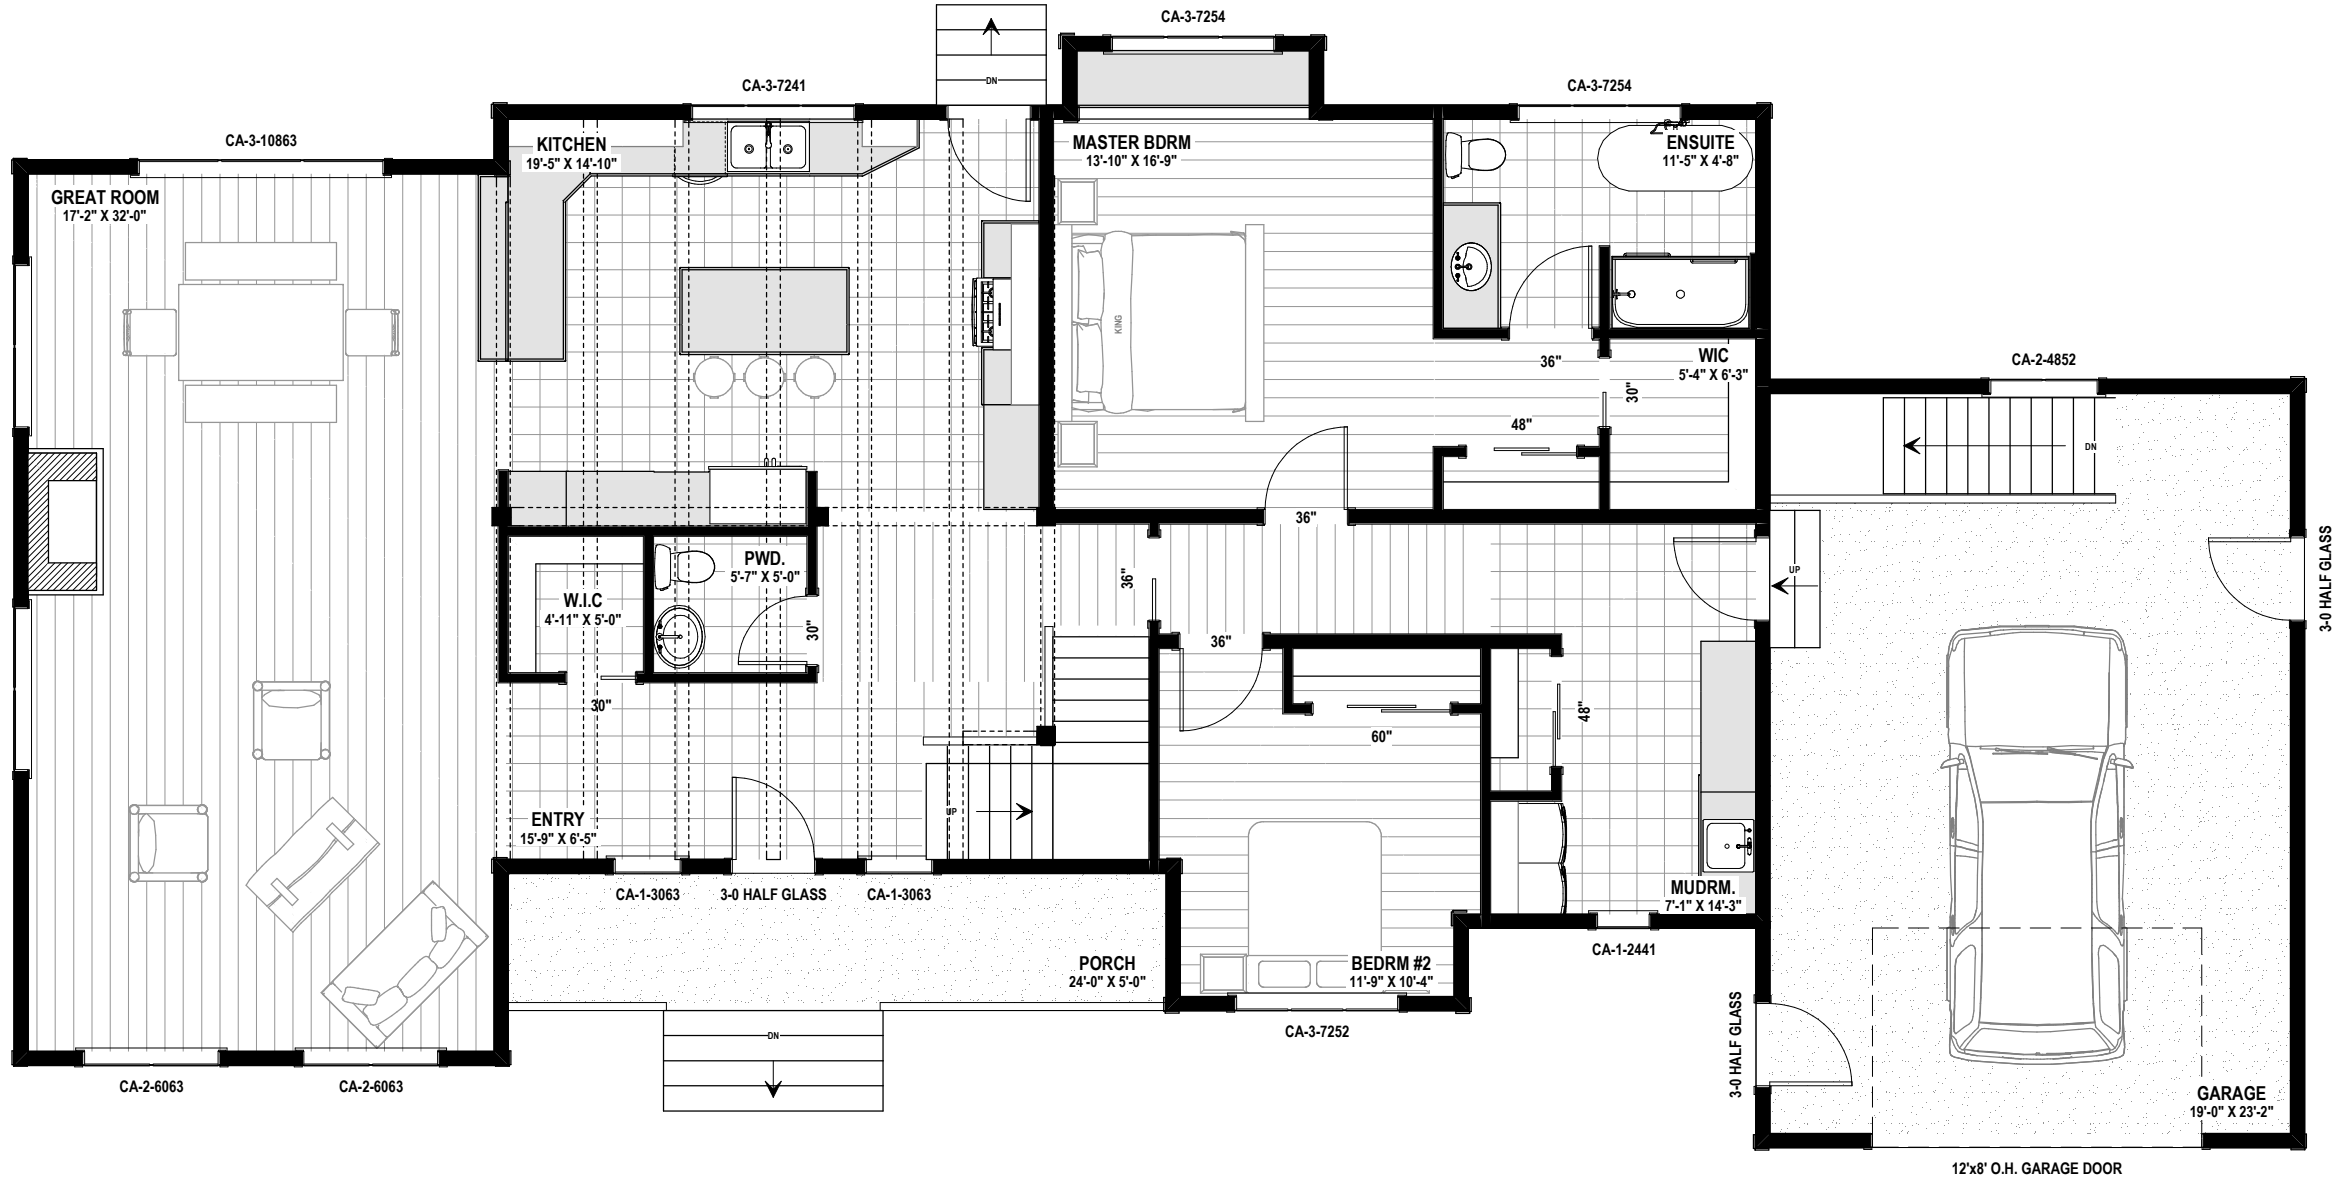 CA-3-7254
DN
CA-3-7241
CA-3-7254
CA-3-10863
KITCHEN
19'-5" X 14'-10"
MASTER BDRM
13'-10" X 16'-9"
ENSUITE
11'-5" X 4'-8"
GREAT ROOM
17'-2" X 32'-0"
KING
36"
WIC
5'-4" X 6'-3"
30"
CA-2-4852
48"
DN
36"
3-0 HALF GLASS
PWD.
5'-7" X 5'-0"
36"
UP
W.I.C
4'-11" X 5'-0"
30"
36"
30"
48"
60"
UP
ENTRY
15'-9" X 6'-5"
CA-1-3063
3-0 HALF GLASS
CA-1-3063
MUDRM.
7'-1" X 14'-3"
CA-1-2441
PORCH
24'-0" X 5'-0"
BEDRM #2
11'-9" X 10'-4"
DN
CA-3-7252
3-0 HALF GLASS
CA-2-6063
CA-2-6063
GARAGE
19'-0" X 23'-2"
12'x8' O.H. GARAGE DOOR